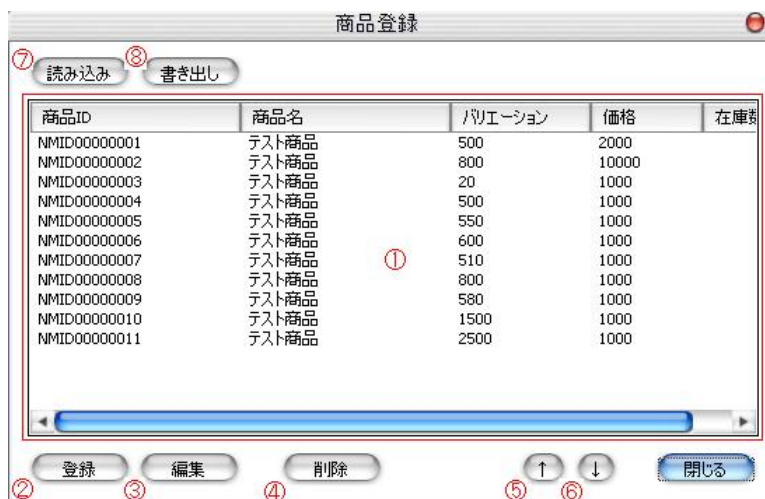 商品登録
⑦ 読み込み ⑧ 書き出し
商品ID 商品名 バリエーション 価格 在庫
NMID00000001 テスト商品 500 2000
NMID00000002 テスト商品 800 10000
NMID00000003 テスト商品 20 1000
NMID00000004 テスト商品 500 1000
NMID00000005 テスト商品 550 1000
NMID00000006 テスト商品 600 1000
NMID00000007 テスト商品 510 1000
NMID00000008 テスト商品 800 1000
NMID00000009 テスト商品 580 1000
NMID00000010 テスト商品 1500 1000
NMID00000011 テスト商品 2500 1000
①
② 登録 ③ 編集 ④ 削除 ⑤ ↑ ⑥ ↓ 閉じる